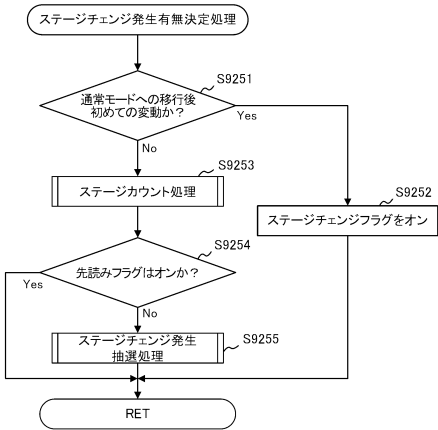 ステージチェンジ発生有無決定処理
S9251
通常モードへの移行後
初めての変動か？
Yes
No
S9253
ステージカウント処理
S9252
ステージチェンジフラグをオン
S9254
先読みフラグはオンか？
Yes
No
ステージチェンジ発生
抽選処理
S9255
RET